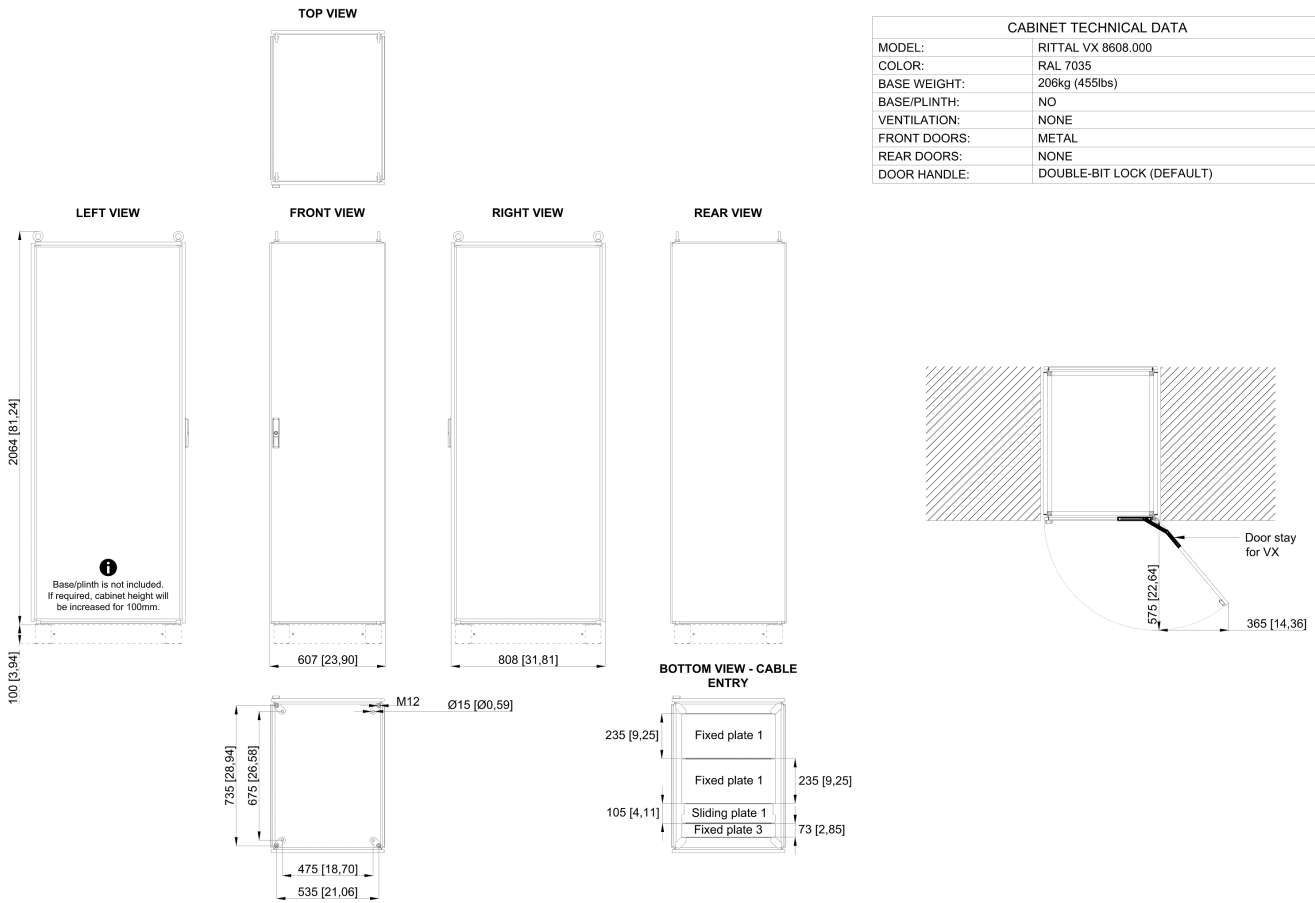 TOP VIEW
CABINET TECHNICAL DATA
MODEL: RITTAL VX 8608.000
COLOR: RAL 7035
BASE WEIGHT: 206kg (455lbs)
BASE/PLINTH: NO
VENTILATION: NONE
FRONT DOORS: METAL
REAR DOORS: NONE
DOOR HANDLE: DOUBLE-BIT LOCK (DEFAULT)
LEFT VIEW
FRONT VIEW
RIGHT VIEW
REAR VIEW
2064 [81,24]
i
Base/plinth is not included.
If required, cabinet height will
be increased for 100mm.
100 [3,94]
607 [23,90]
808 [31,81]
Door stay
for VX
575 [22,64]
365 [14,36]
M12
Ø15 [Ø0,59]
735 [28,94]
675 [26,58]
475 [18,70]
535 [21,06]
BOTTOM VIEW - CABLE
ENTRY
235 [9,25]
Fixed plate 1
Fixed plate 1
235 [9,25]
105 [4,11]
Sliding plate 1
Fixed plate 3
73 [2,85]